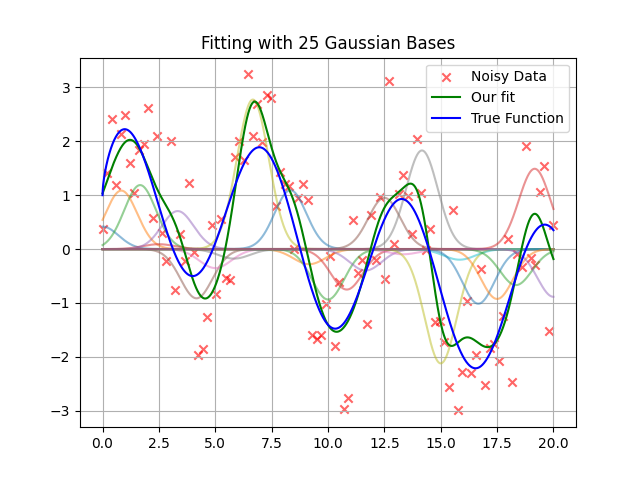 Fitting with 25 Gaussian Bases
Noisy Data
Our fit
True Function
3
2
1
0
−1
−2
−3
0.0 2.5 5.0 7.5 10.0 12.5 15.0 17.5 20.0